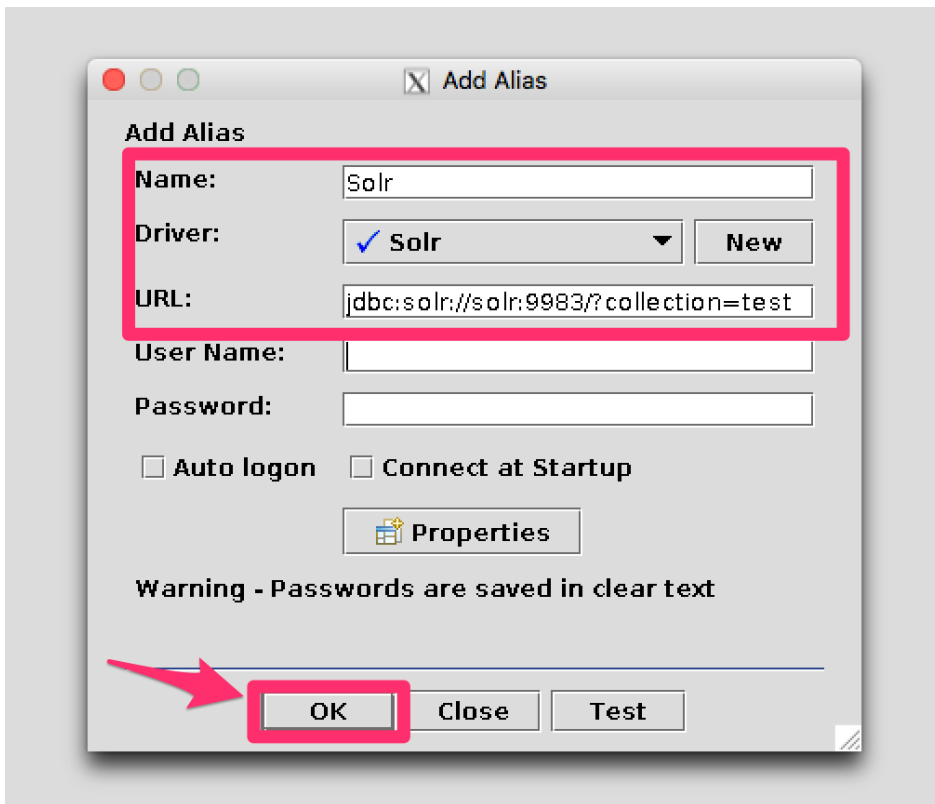 Add Alias
Add Alias
Name: Solr
Driver: Solr New
URL: jdbc:solr://solr:9983/?collection=test
User Name:
Password:
Auto logon Connect at Startup
Properties
Warning - Passwords are saved in clear text
OK Close Test